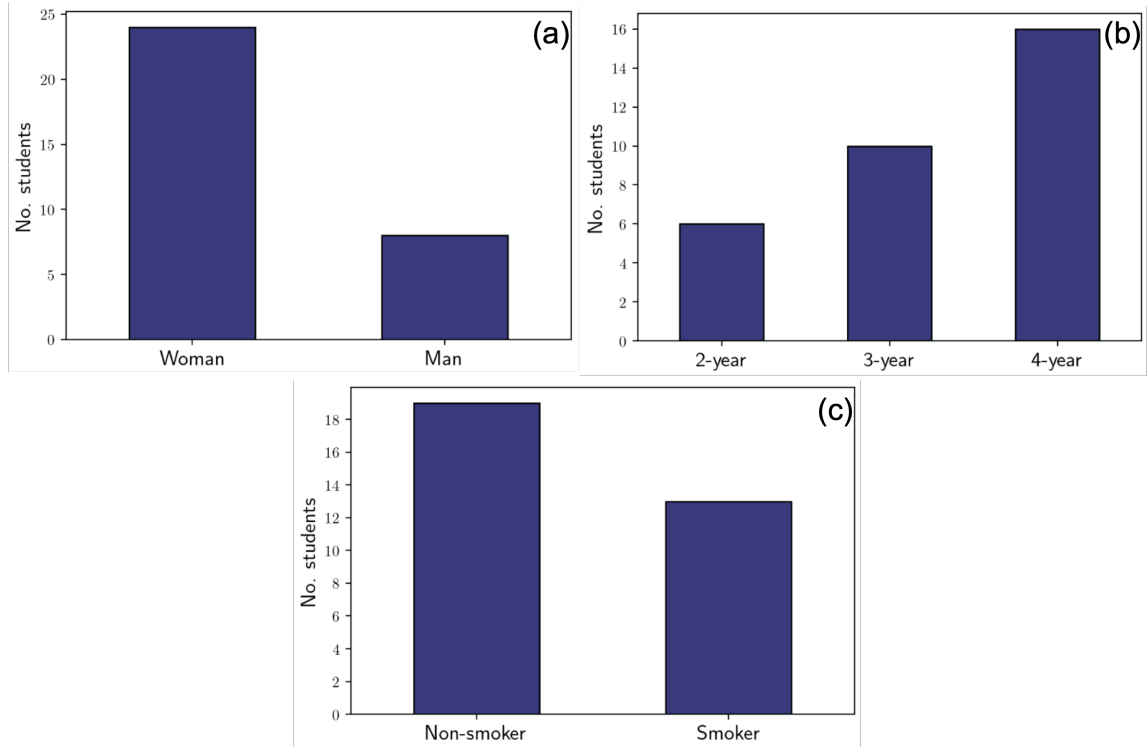 (a)
No. students
25
20
15
10
5
0
Woman Man
(b)
No. students
16
14
12
10
8
6
4
2
0
2-year 3-year 4-year
(c)
No. students
18
16
14
12
10
8
6
4
2
0
Non-smoker Smoker